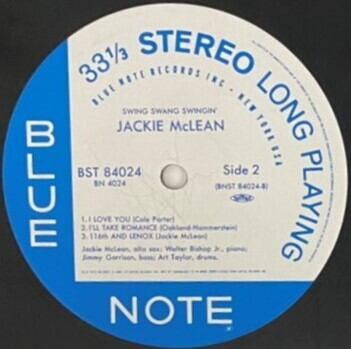 33 1/3 STEREO LONG PLAYING
BLUE NOTE RECORDS INC · NEW YORK USA
SWING SWANG SWINGIN'
JACKIE McLEAN
BST 84024
BN 4024
Side 2
(BNST 84024-B)
1. I LOVE YOU (Cole Porter)
2. I'LL TAKE ROMANCE (Oakland-Hammerstein)
3. 116th AND LENOX (Jackie McLean)
Jackie McLean, alto sax; Walter Bishop Jr., piano;
Jimmy Garrison, bass; Art Taylor, drums.
BLUE
NOTE